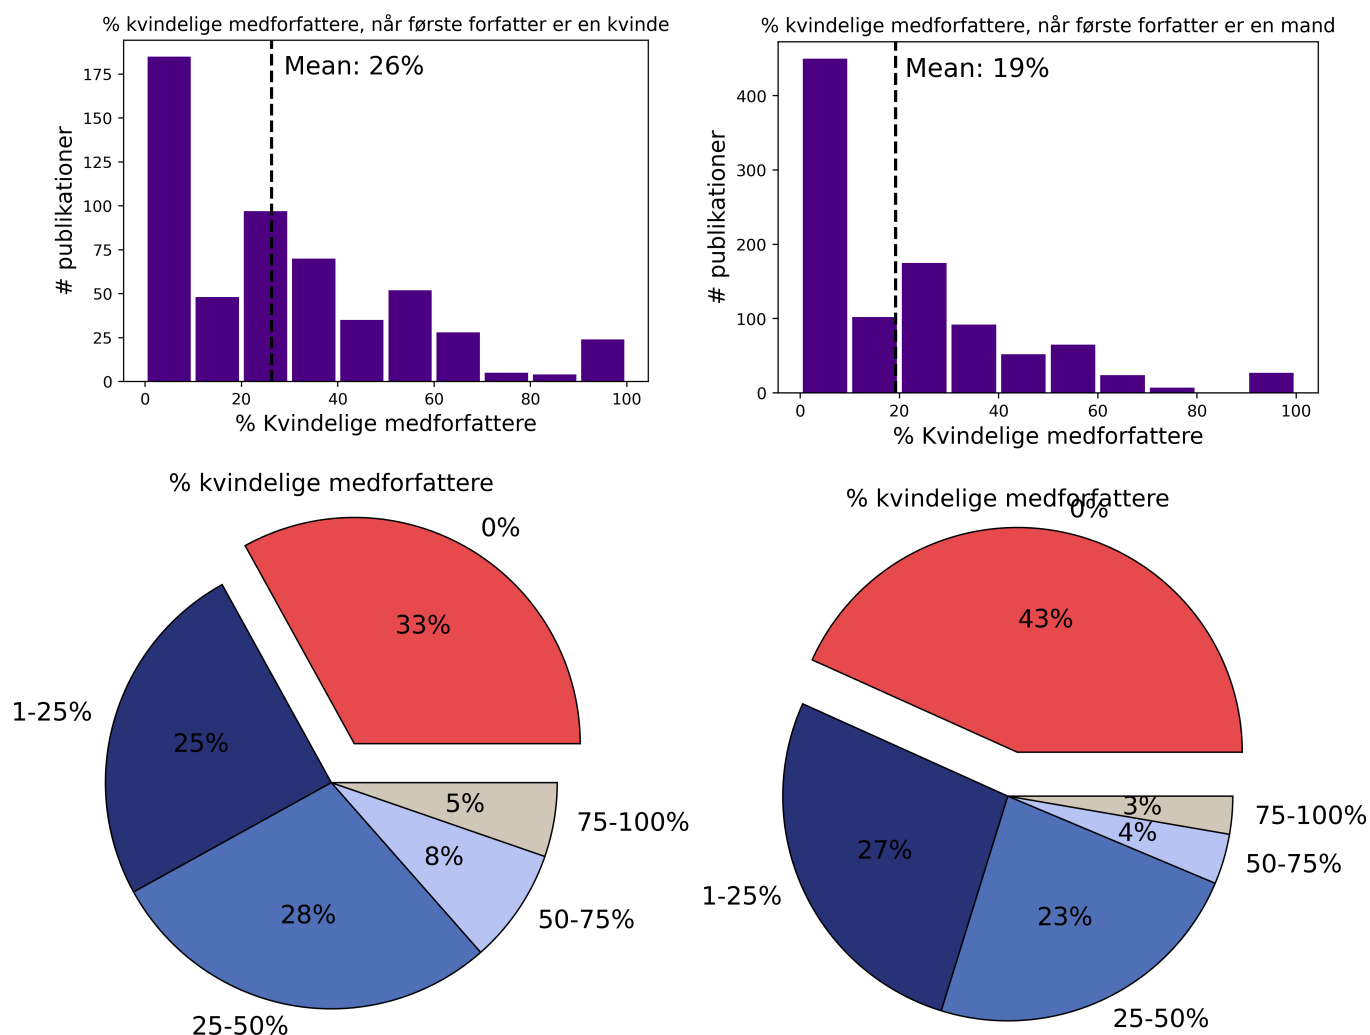 % kvindelige medforfattere, når første forfatter er en kvinde
Mean: 26%
# publikationer
175
150
125
100
75
50
25
0
0 20 40 60 80 100
% Kvindelige medforfattere
% kvindelige medforfattere, når første forfatter er en mand
Mean: 19%
# publikationer
400
300
200
100
0
0 20 40 60 80 100
% Kvindelige medforfattere
% kvindelige medforfattere
0%
33%
1-25%
25%
5%
75-100%
8%
50-75%
28%
25-50%
% kvindelige medforfattere
0%
43%
3%
75-100%
4%
50-75%
27%
1-25%
23%
25-50%